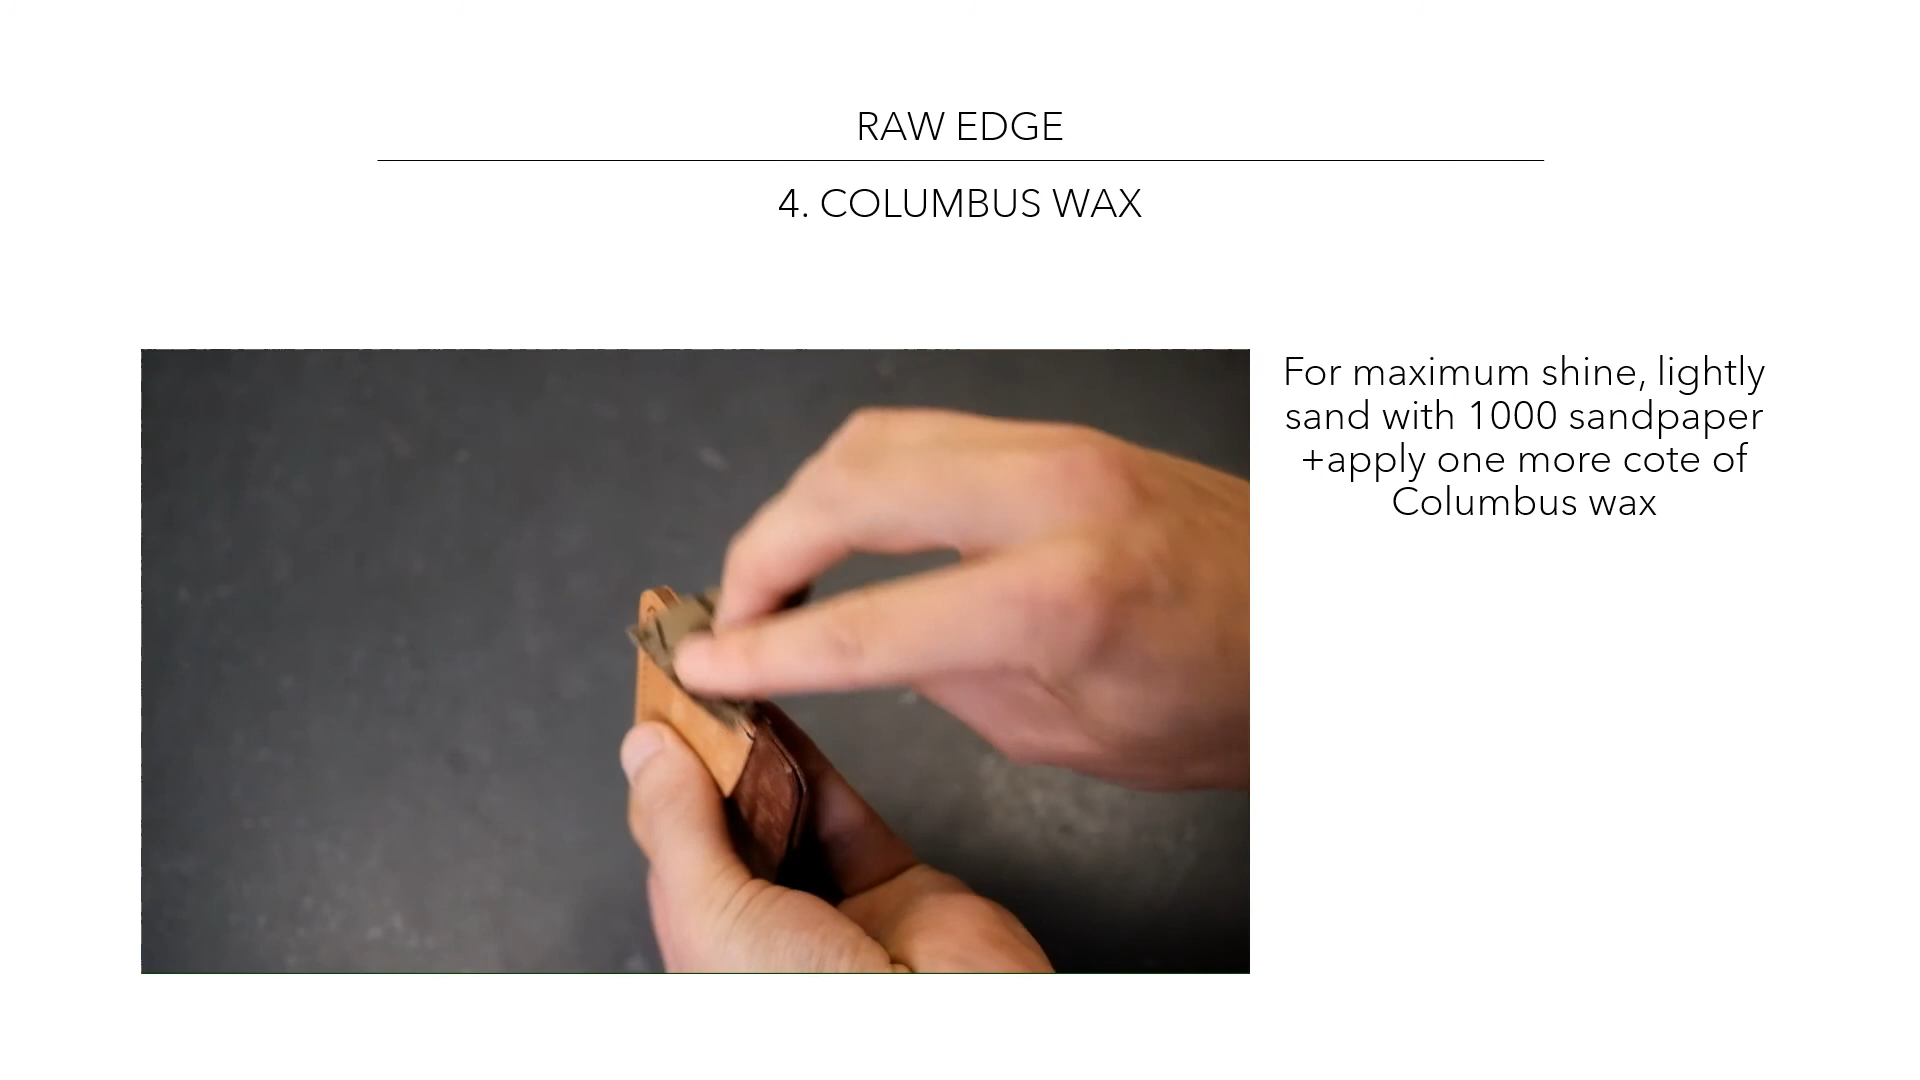 RAW EDGE
4. COLUMBUS WAX
For maximum shine, lightly
sand with 1000 sandpaper
+apply one more cote of
Columbus wax